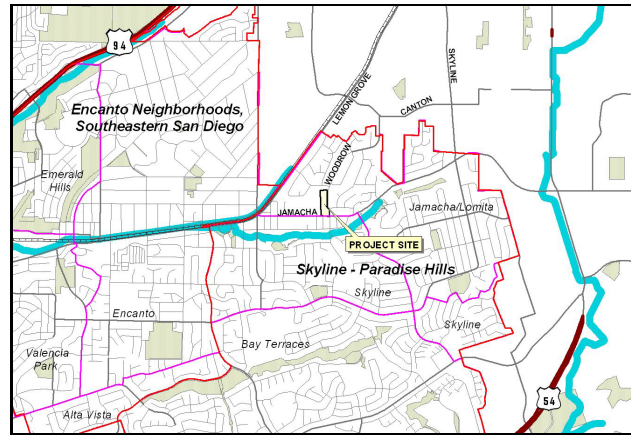 94
SKYLINE
LEMON GROVE
CANTON
Encanto Neighborhoods,
Southeastern San Diego
WOODROW
Emerald
Hills
JAMACHA
Jamacha/Lomita
PROJECT SITE
Skyline - Paradise Hills
Skyline
Encanto
Skyline
Bay Terraces
Valencia
Park
54
Alta Vista